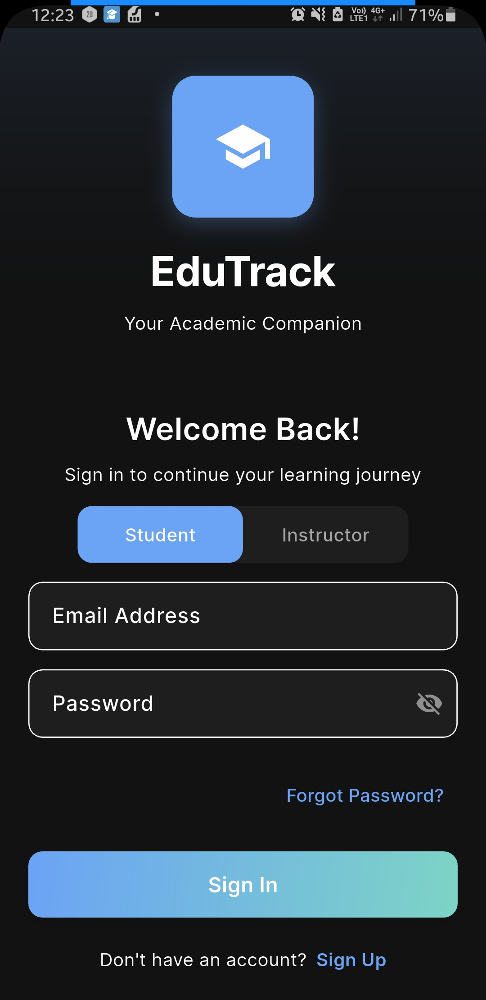 12:23 20 Vo)) LTE1 4G+ 71%
EduTrack
Your Academic Companion
Welcome Back!
Sign in to continue your learning journey
Student Instructor
Email Address
Password
Forgot Password?
Sign In
Don't have an account? Sign Up